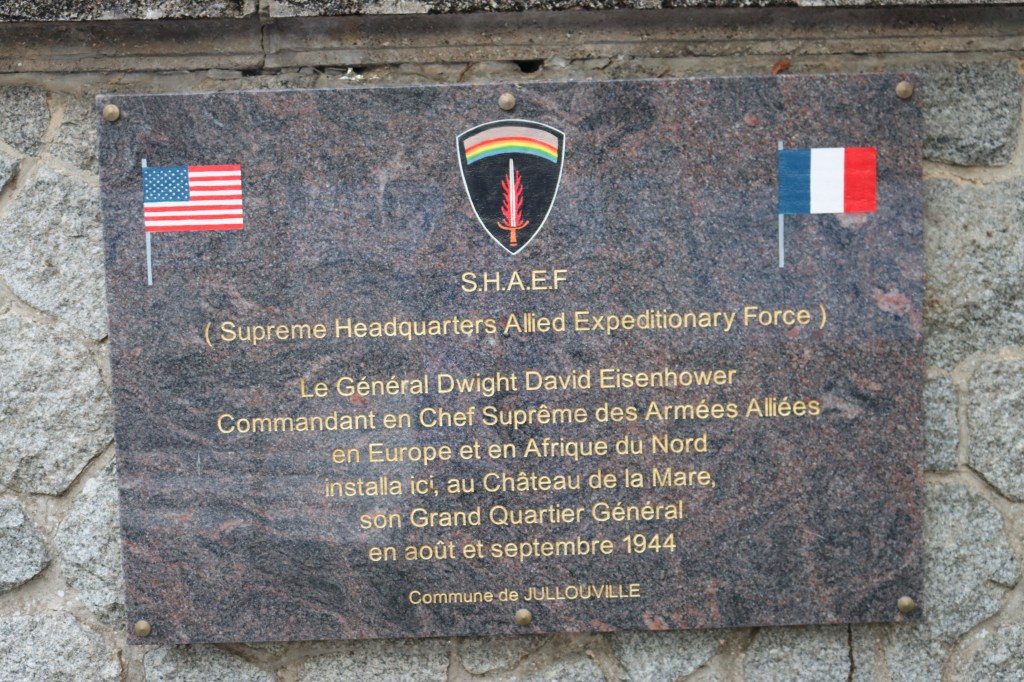 S.H.A.E.F
( Supreme Headquarters Allied Expeditionary Force )
Le Général Dwight David Eisenhower
Commandant en Chef Suprême des Armées Alliées
en Europe et en Afrique du Nord
installa ici, au Château de la Mare,
son Grand Quartier Général
en août et septembre 1944
Commune de JULLOUVILLE